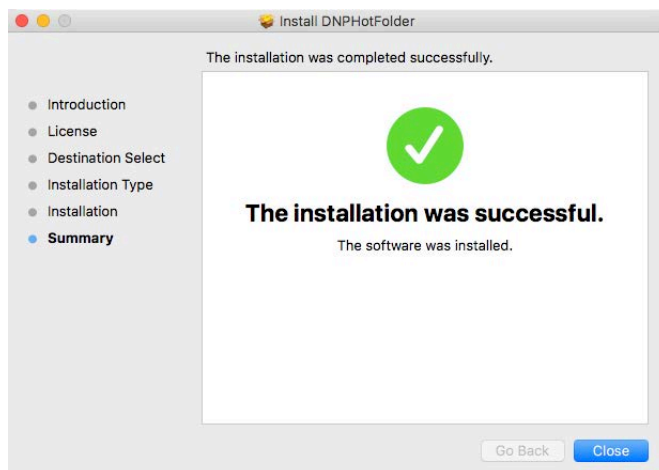 Install DNPHotFolder
The installation was completed successfully.
Introduction
License
Destination Select
Installation Type
Installation
Summary
The installation was successful.
The software was installed.
Go Back
Close